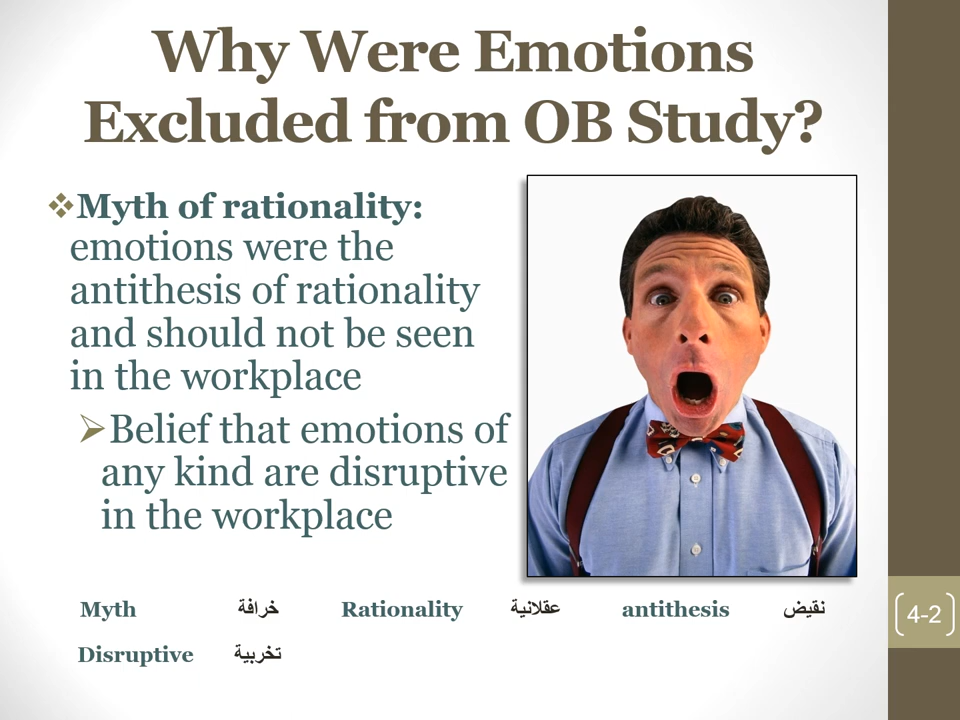 Why Were Emotions
Excluded from OB Study?
❖Myth of rationality:
emotions were the
antithesis of rationality
and should not be seen
in the workplace
➢Belief that emotions of
any kind are disruptive
in the workplace
Myth خرافة Rationality عقلانية antithesis نقيض
Disruptive تخريبية
4-2